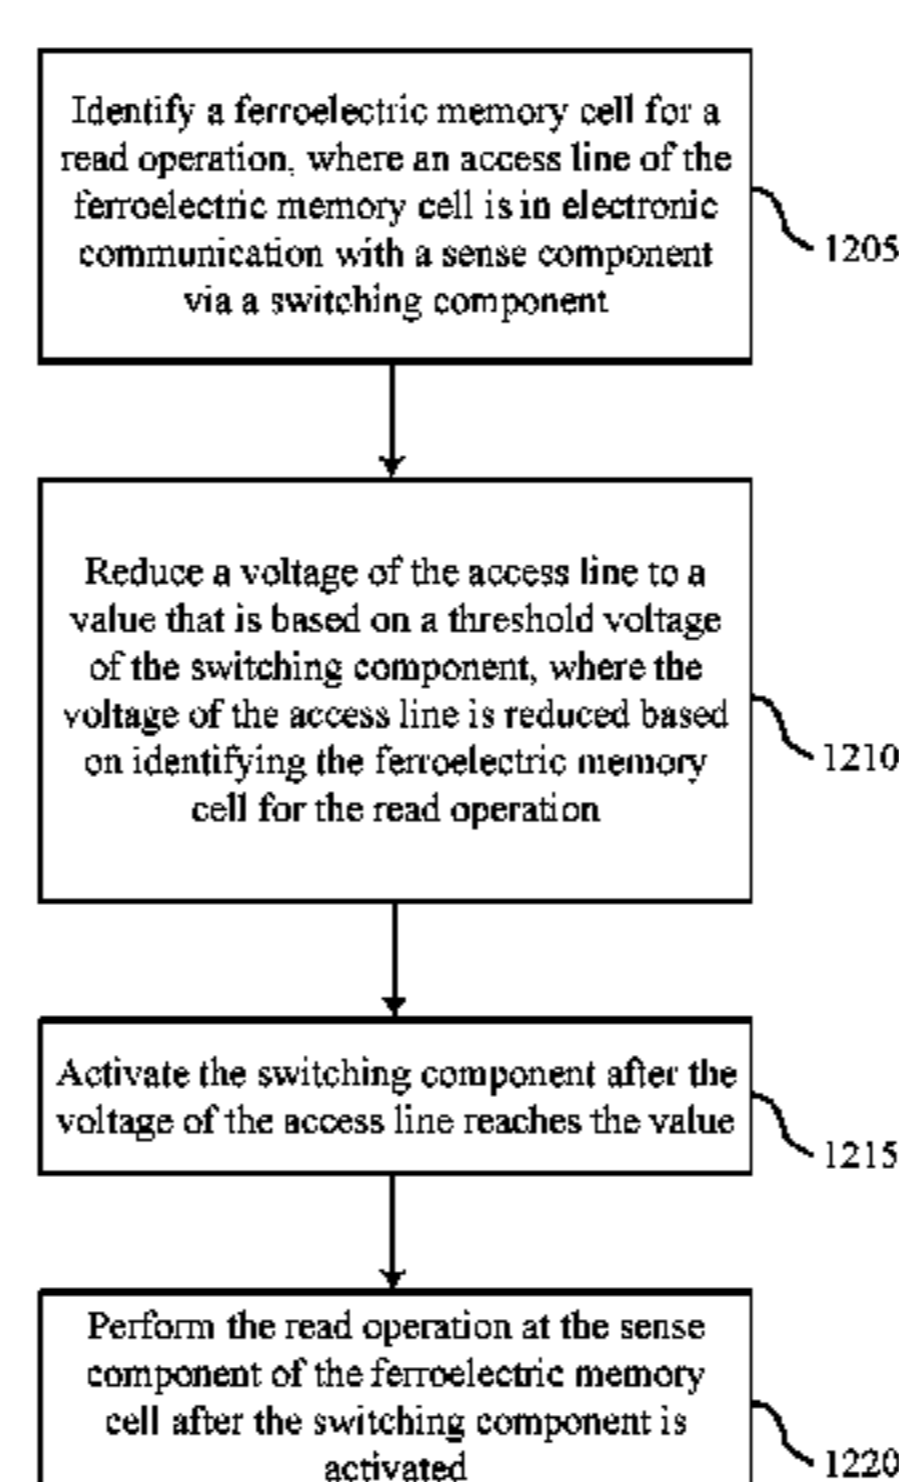 Identify a ferroelectric memory cell for a
read operation, where an access line of the
ferroelectric memory cell is in electronic
communication with a sense component
via a switching component
1205
Reduce a voltage of the access line to a
value that is based on a threshold voltage
of the switching component, where the
voltage of the access line is reduced based
on identifying the ferroelectric memory
cell for the read operation
1210
Activate the switching component after the
voltage of the access line reaches the value
1215
Perform the read operation at the sense
component of the ferroelectric memory
cell after the switching component is
activated
1220